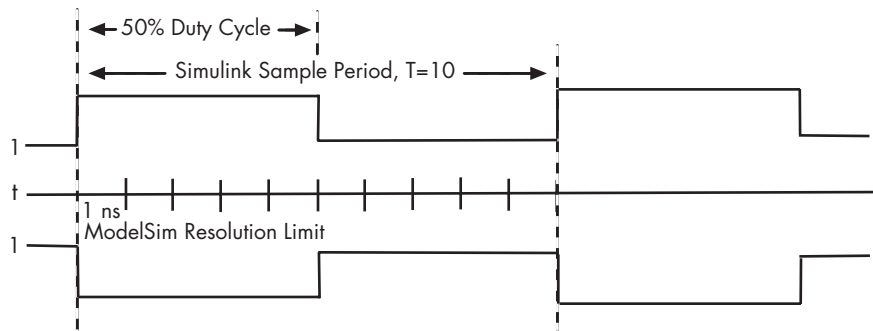 50% Duty Cycle
Simulink Sample Period, T=10
1
t
1 ns
ModelSim Resolution Limit
1